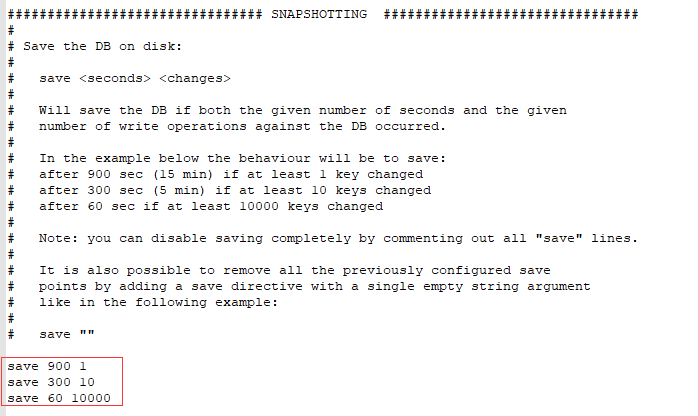 ################################ SNAPSHOTTING  ################################
#
# Save the DB on disk:
#
#   save <seconds> <changes>
#
#   Will save the DB if both the given number of seconds and the given
#   number of write operations against the DB occurred.
#
#   In the example below the behaviour will be to save:
#   after 900 sec (15 min) if at least 1 key changed
#   after 300 sec (5 min) if at least 10 keys changed
#   after 60 sec if at least 10000 keys changed
#
#   Note: you can disable saving completely by commenting out all "save" lines.
#
#   It is also possible to remove all the previously configured save
#   points by adding a save directive with a single empty string argument
#   like in the following example:
#
#   save ""
save 900 1
save 300 10
save 60 10000